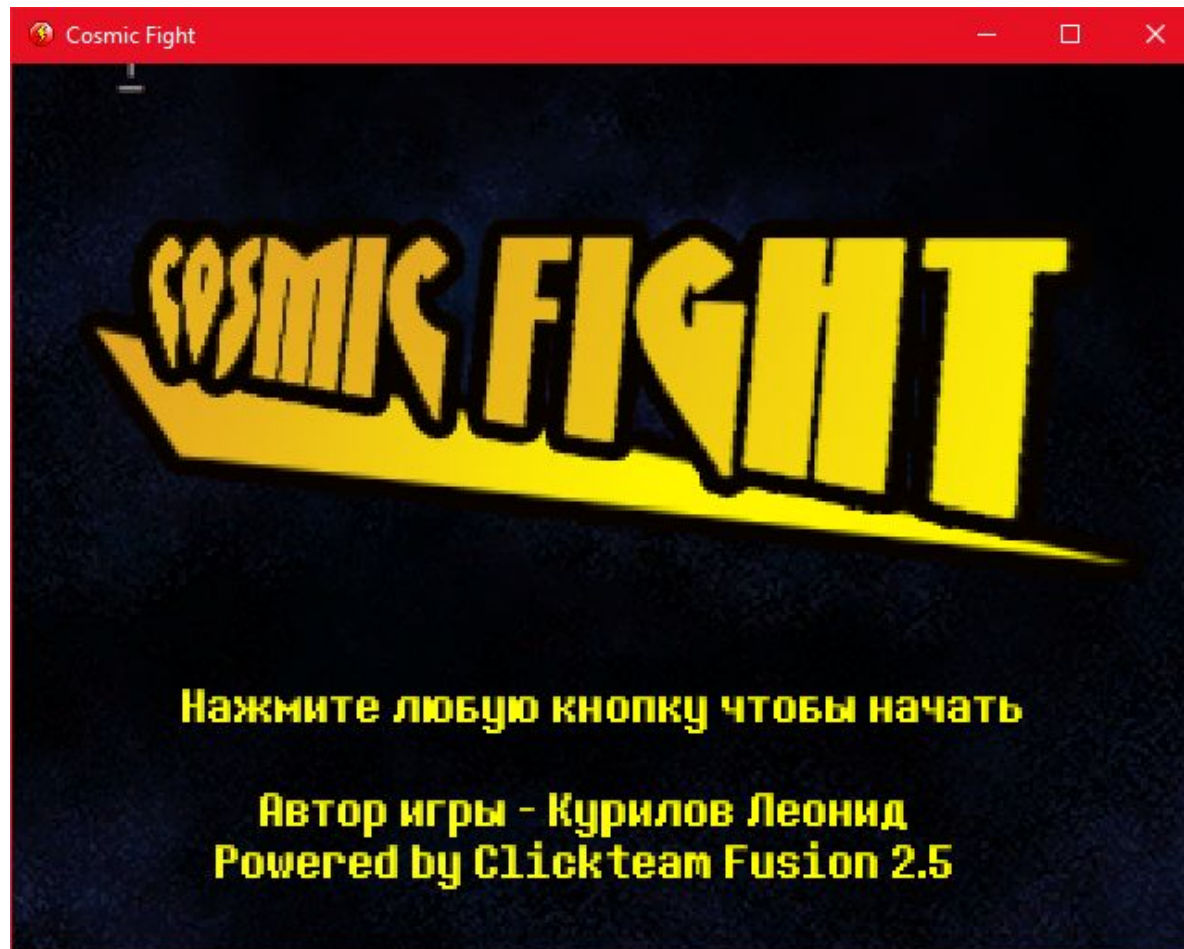 Cosmic Fight
COSMIC FIGHT
Нажмите любую кнопку чтобы начать
Автор игры - Курилов Леонид
Powered by Clickteam Fusion 2.5